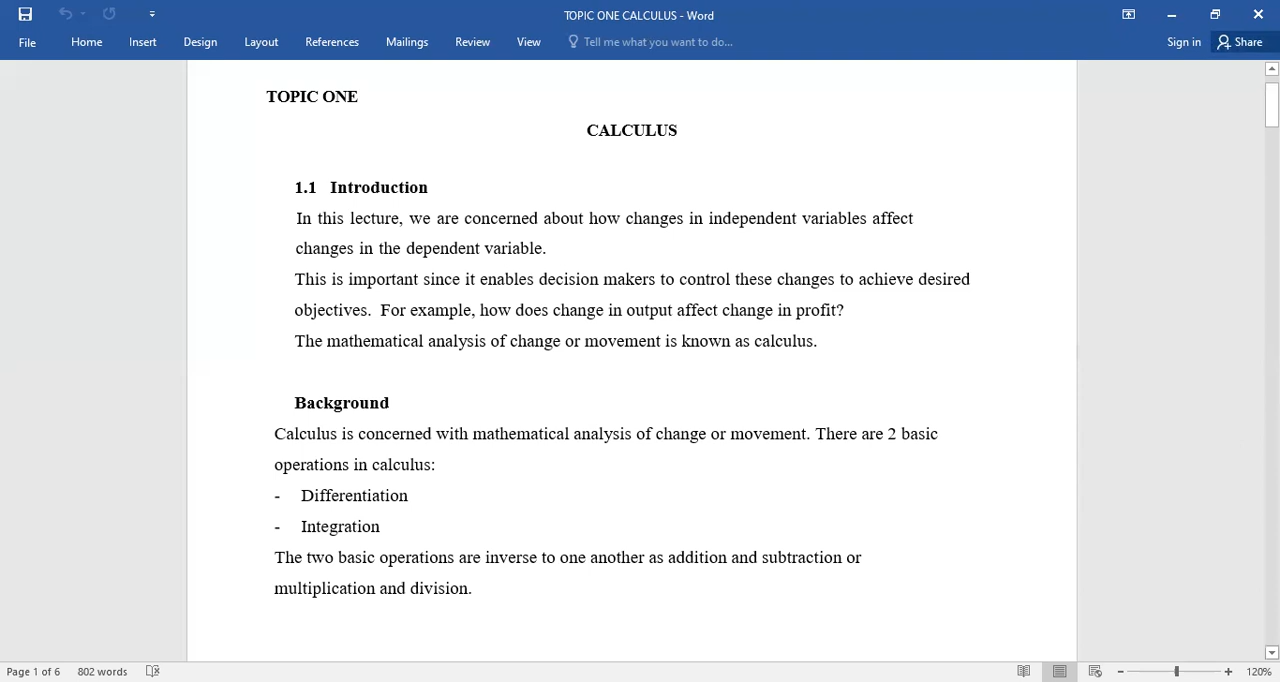 TOPIC ONE CALCULUS - Word
File Home Insert Design Layout References Mailings Review View Tell me what you want to do... Sign in Share
TOPIC ONE
CALCULUS
1.1 Introduction
In this lecture, we are concerned about how changes in independent variables affect
changes in the dependent variable.
This is important since it enables decision makers to control these changes to achieve desired
objectives. For example, how does change in output affect change in profit?
The mathematical analysis of change or movement is known as calculus.
Background
Calculus is concerned with mathematical analysis of change or movement. There are 2 basic
operations in calculus:
- Differentiation
- Integration
The two basic operations are inverse to one another as addition and subtraction or
multiplication and division.
Page 1 of 6 802 words 120%